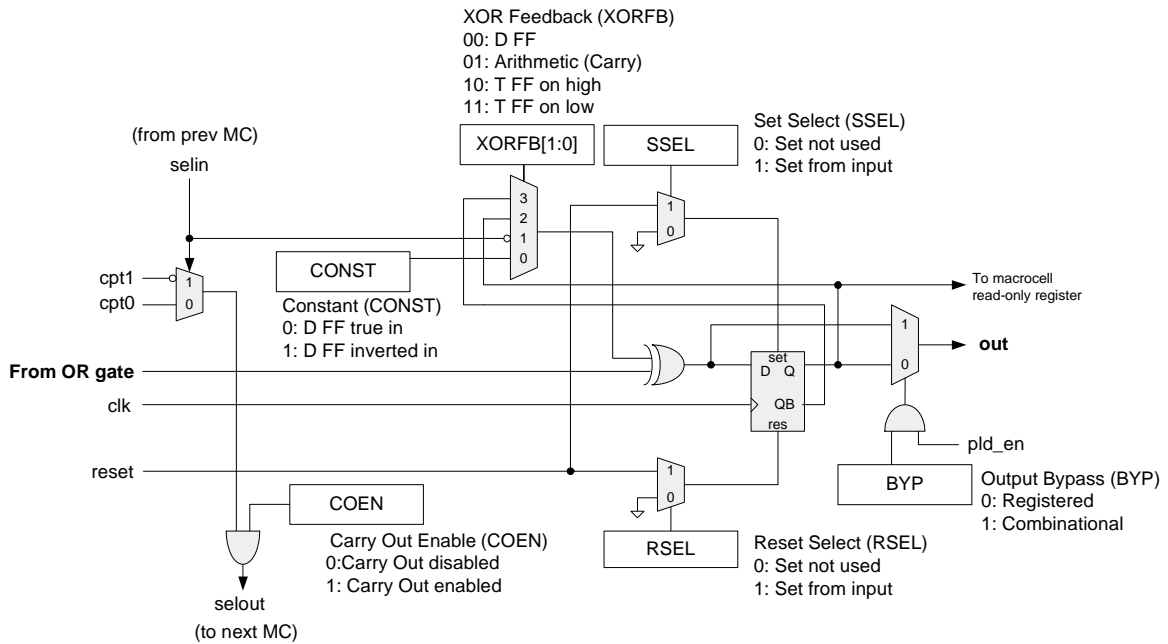 XOR Feedback (XORFB)
00: D FF
01: Arithmetic (Carry)
10: T FF on high
11: T FF on low
(from prev MC)
selin
XORFB[1:0]
SSEL
Set Select (SSEL)
0: Set not used
1: Set from input
3
2
1
0
1
0
cpt1
cpt0
1
0
CONST
Constant (CONST)
0: D FF true in
1: D FF inverted in
To macrocell
read-only register
1
0
out
From OR gate
set
D Q
QB
res
clk
pld_en
reset
1
0
BYP
Output Bypass (BYP)
0: Registered
1: Combinational
COEN
Carry Out Enable (COEN)
0:Carry Out disabled
1: Carry Out enabled
RSEL
Reset Select (RSEL)
0: Set not used
1: Set from input
selout
(to next MC)